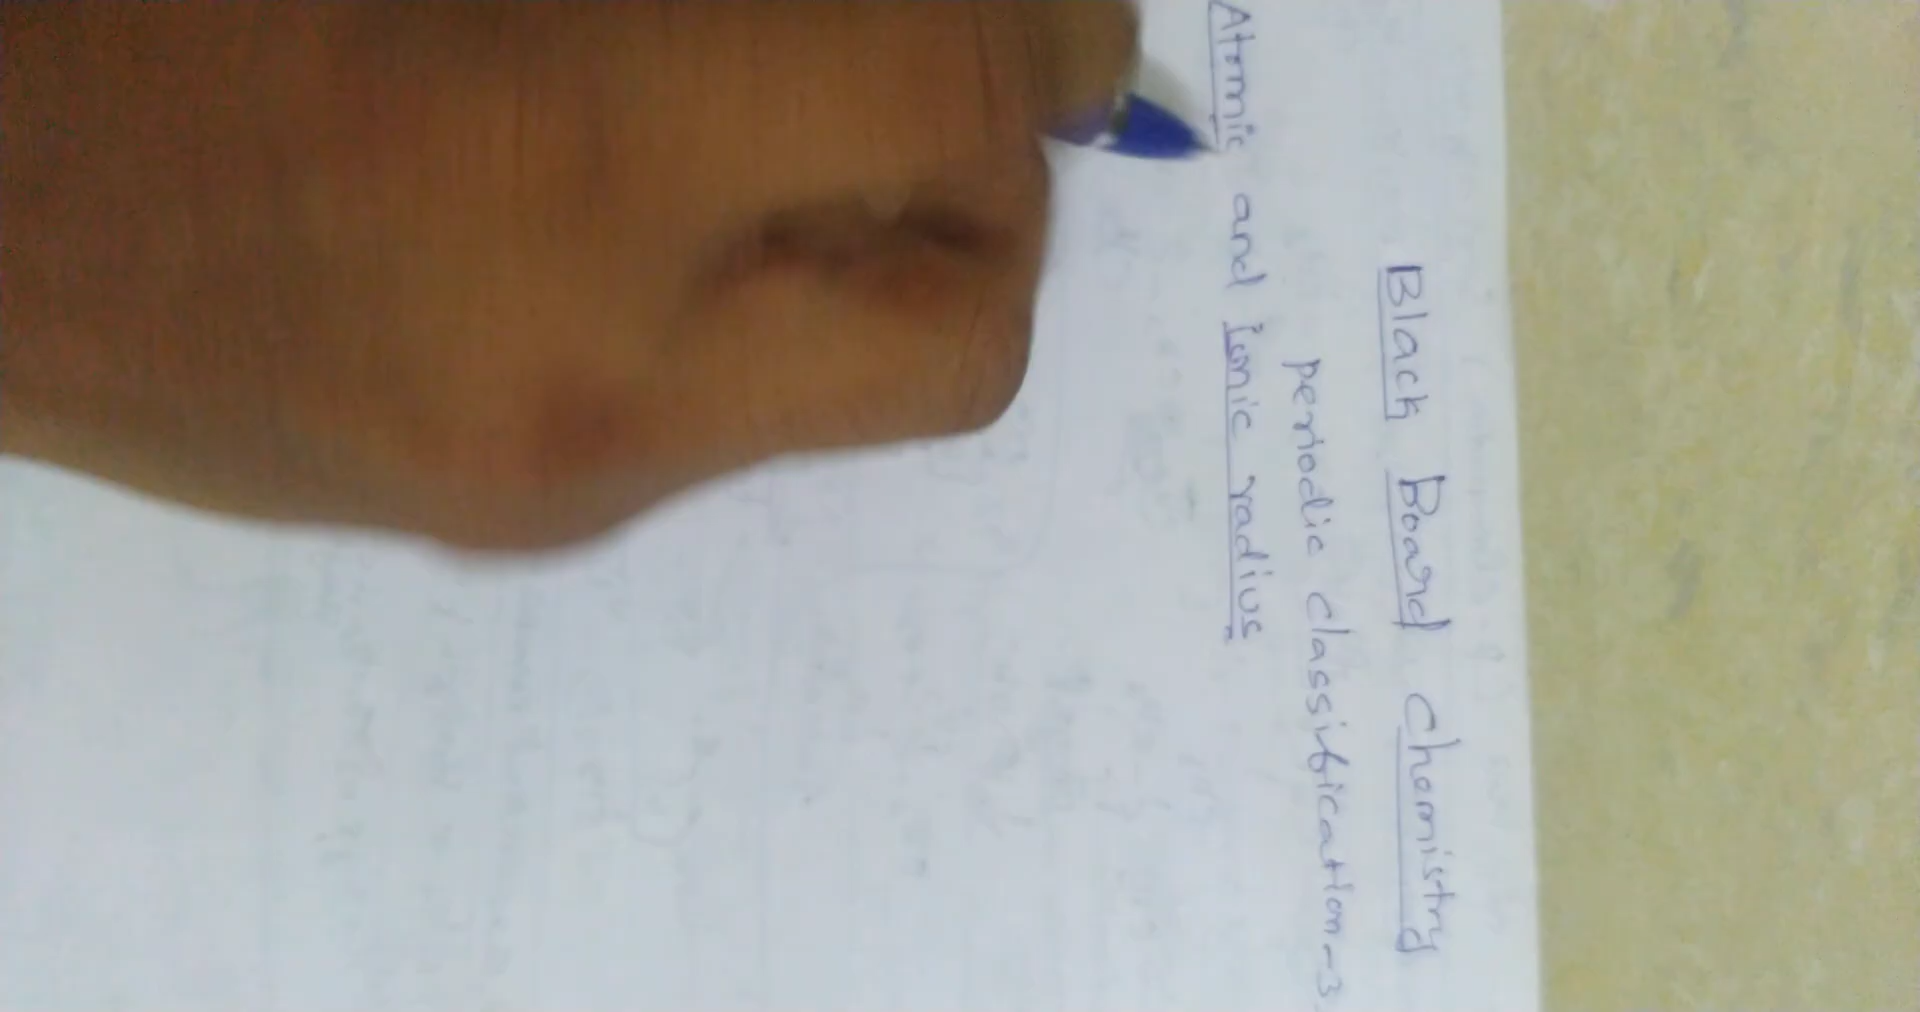 Black Board chemistry
periodic classification-3
Atomic and Ionic radius